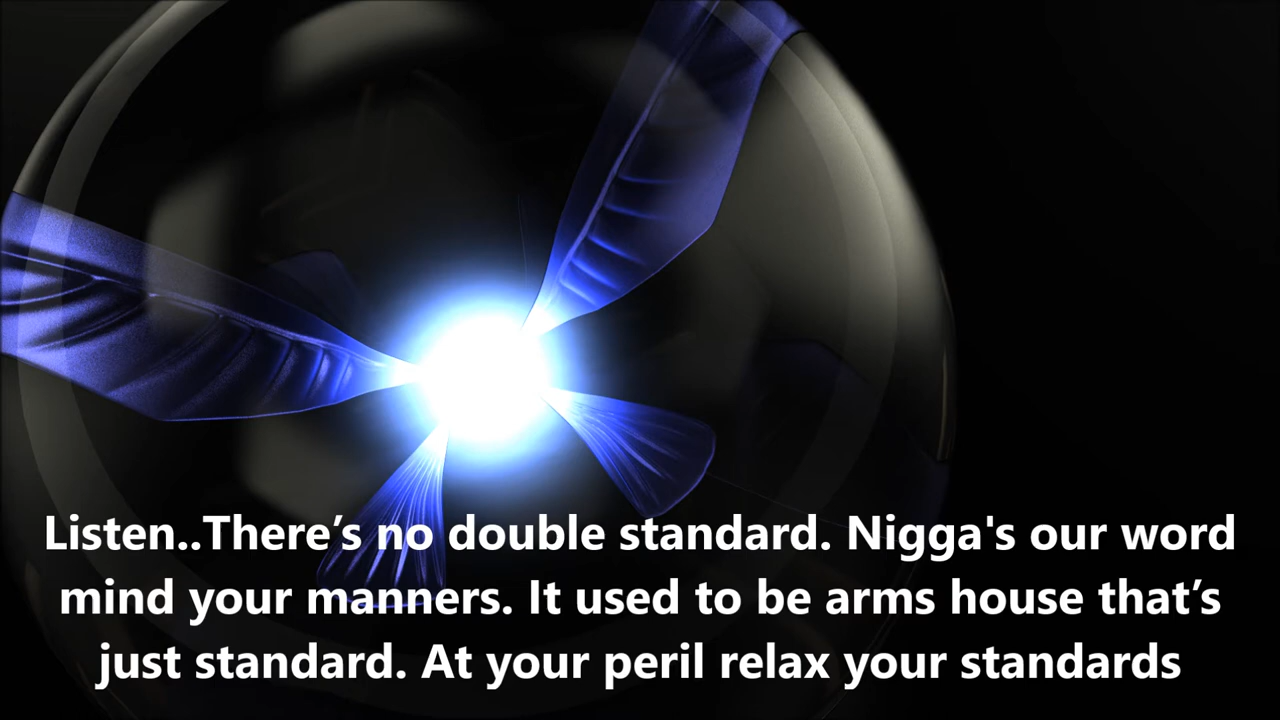 Listen..There’s no double standard. Nigga's our word
mind your manners. It used to be arms house that’s
just standard. At your peril relax your standards